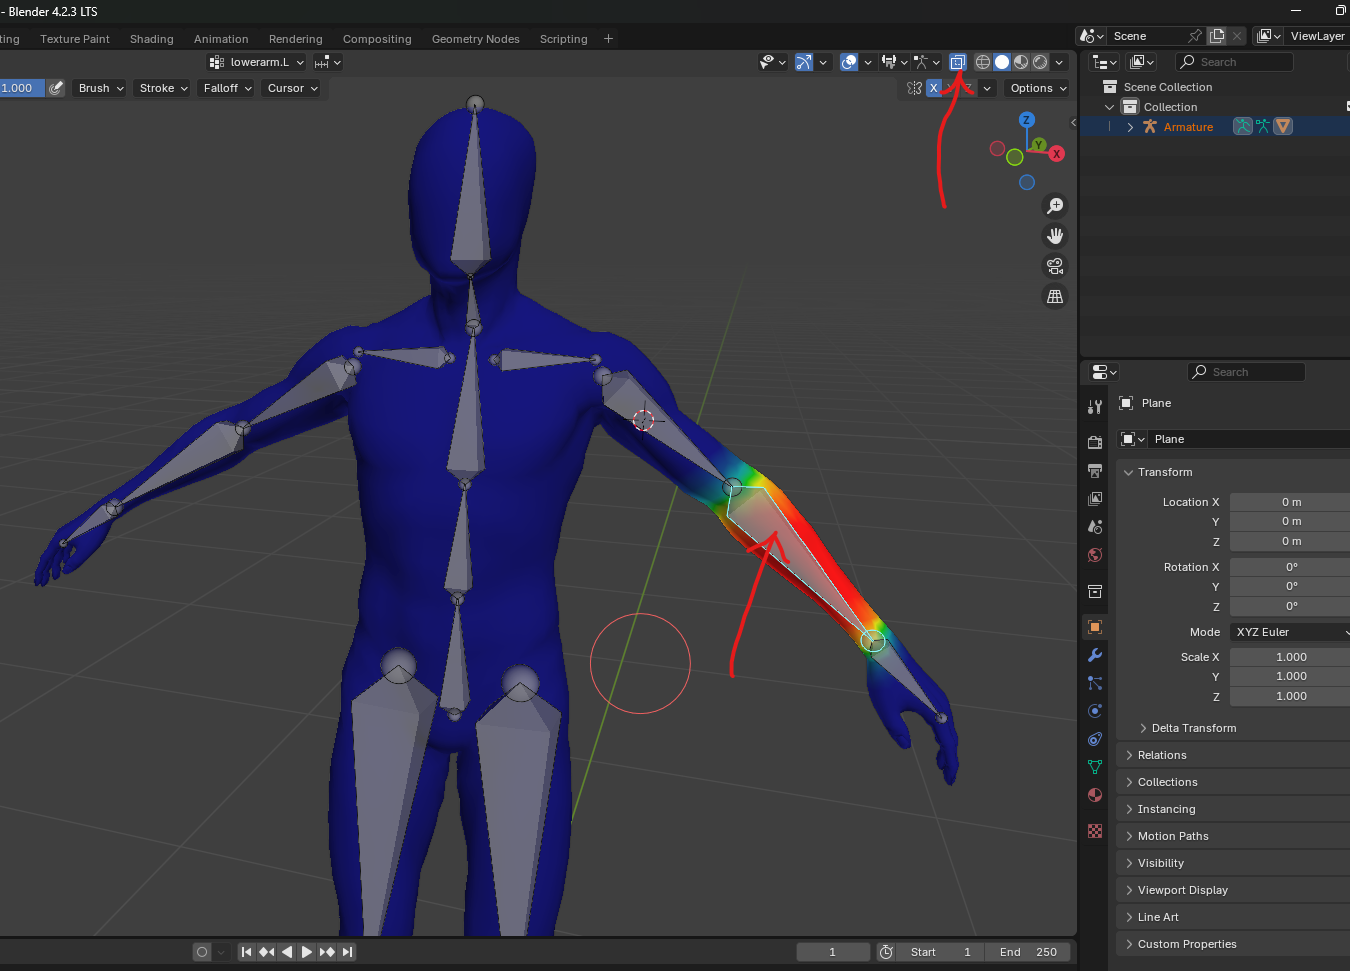 - Blender 4.2.3 LTS
ting Texture Paint Shading Animation Rendering Compositing Geometry Nodes Scripting +
Scene ViewLayer
lowerarm.L
Search
1.000 Brush Stroke Falloff Cursor
X Options
Scene Collection
Collection
Armature
Z
Y
X
Search
Plane
Plane
Transform
Location X 0 m
Y 0 m
Z 0 m
Rotation X 0°
Y 0°
Z 0°
Mode XYZ Euler
Scale X 1.000
Y 1.000
Z 1.000
Delta Transform
Relations
Collections
Instancing
Motion Paths
Visibility
Viewport Display
Line Art
Custom Properties
1 Start 1 End 250